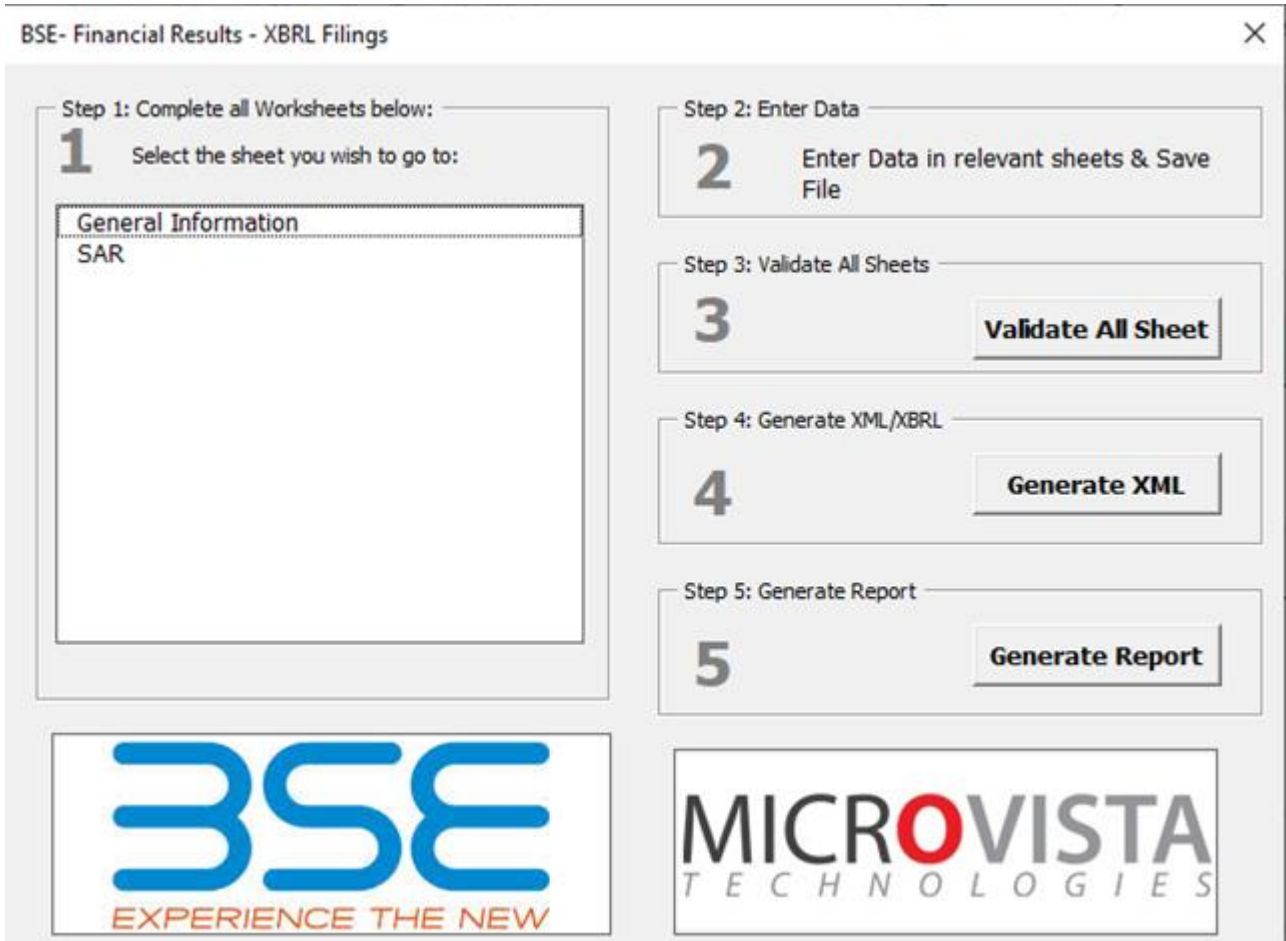 BSE- Financial Results - XBRL Filings
Step 1: Complete all Worksheets below:
1
Select the sheet you wish to go to:
General Information
SAR
Step 2: Enter Data
2
Enter Data in relevant sheets & Save
File
Step 3: Validate All Sheets
3
Validate All Sheet
Step 4: Generate XML/XBRL
4
Generate XML
Step 5: Generate Report
5
Generate Report
BSE
EXPERIENCE THE NEW
MICROVISTA
TECHNOLOGIES